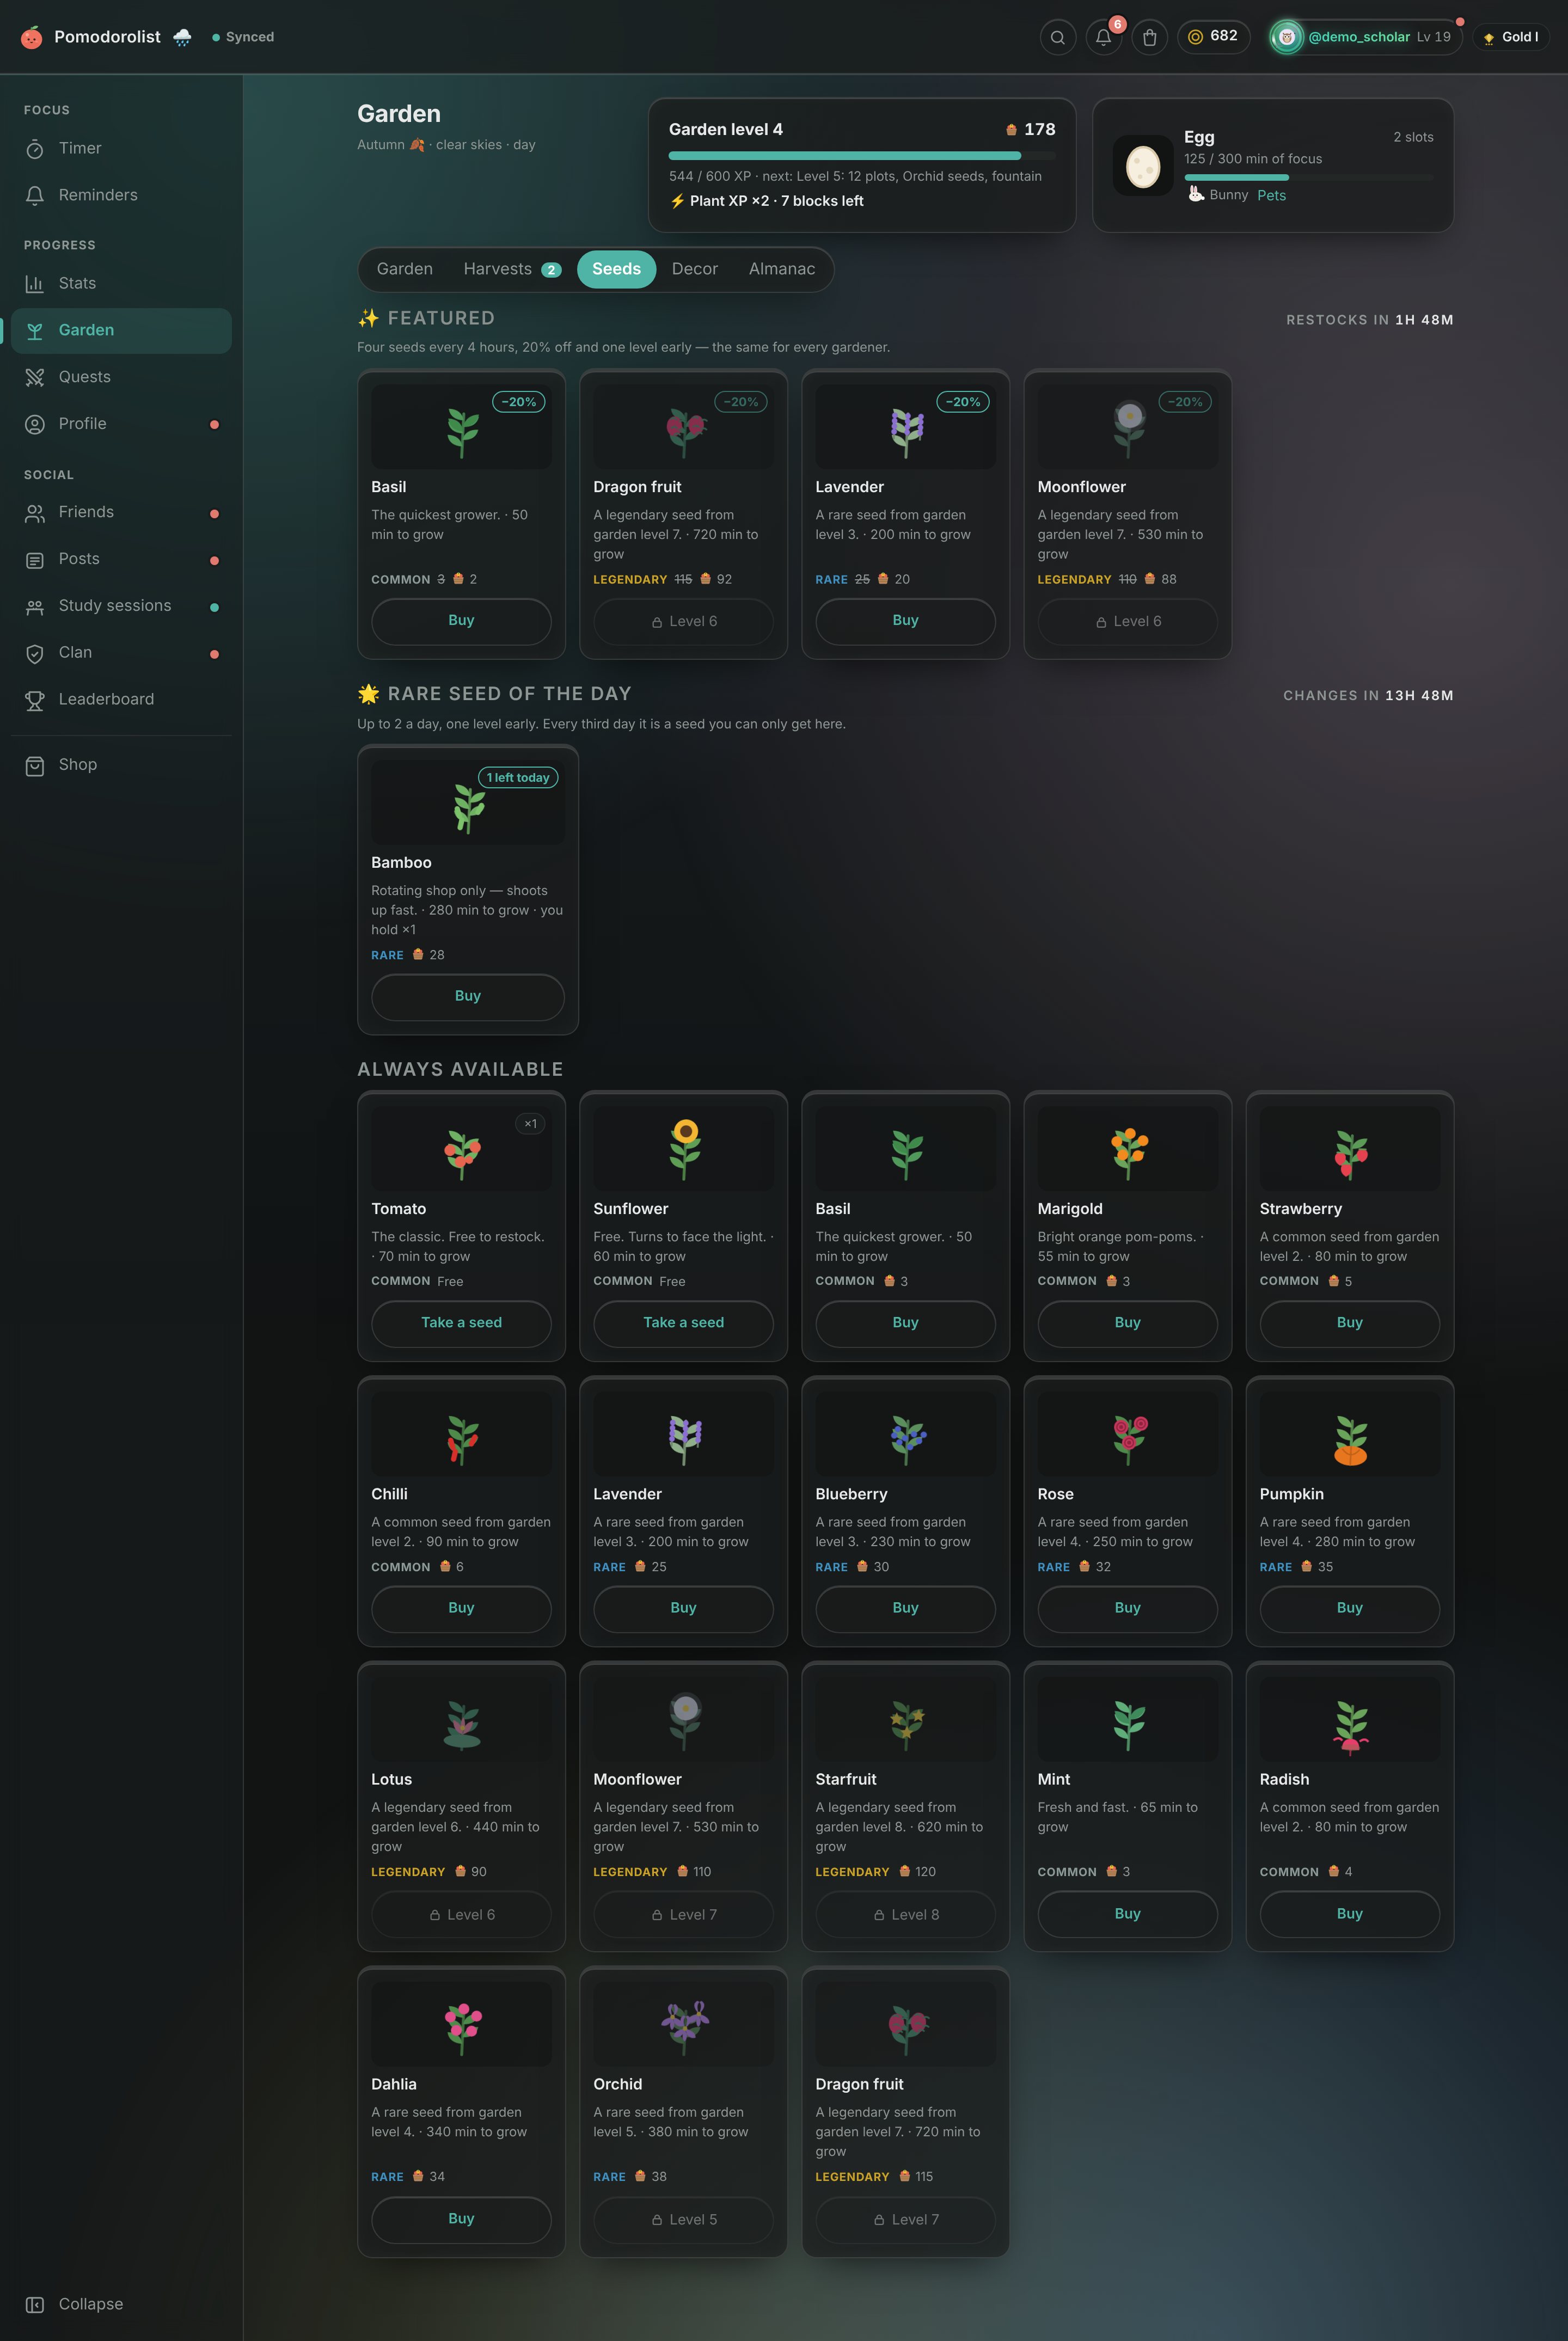 Pomodorolist
Synced
6
682
@demo_scholar Lv 19
Gold I
FOCUS
Timer
Reminders
PROGRESS
Stats
Garden
Quests
Profile
SOCIAL
Friends
Posts
Study sessions
Clan
Leaderboard
Shop
Collapse
Garden
Autumn 🍂 · clear skies · day
Garden level 4
178
544 / 600 XP · next: Level 5: 12 plots, Orchid seeds, fountain
⚡ Plant XP ×2 · 7 blocks left
Egg
2 slots
125 / 300 min of focus
Bunny Pets
Garden
Harvests 2
Seeds
Decor
Almanac
✨ FEATURED
RESTOCKS IN 1H 48M
Four seeds every 4 hours, 20% off and one level early — the same for every gardener.
−20%
Basil
The quickest grower. · 50
min to grow
COMMON 3 2
Buy
−20%
Dragon fruit
A legendary seed from
garden level 7. · 720 min to
grow
LEGENDARY 115 92
Level 6
−20%
Lavender
A rare seed from garden
level 3. · 200 min to grow
RARE 25 20
Buy
−20%
Moonflower
A legendary seed from
garden level 7. · 530 min to
grow
LEGENDARY 110 88
Level 6
🌟 RARE SEED OF THE DAY
CHANGES IN 13H 48M
Up to 2 a day, one level early. Every third day it is a seed you can only get here.
1 left today
Bamboo
Rotating shop only — shoots
up fast. · 280 min to grow · you
hold ×1
RARE 28
Buy
ALWAYS AVAILABLE
×1
Tomato
The classic. Free to restock.
· 70 min to grow
COMMON Free
Take a seed
Sunflower
Free. Turns to face the light. ·
60 min to grow
COMMON Free
Take a seed
Basil
The quickest grower. · 50
min to grow
COMMON 3
Buy
Marigold
Bright orange pom-poms. ·
55 min to grow
COMMON 3
Buy
Strawberry
A common seed from garden
level 2. · 80 min to grow
COMMON 5
Buy
Chilli
A common seed from garden
level 2. · 90 min to grow
COMMON 6
Buy
Lavender
A rare seed from garden
level 3. · 200 min to grow
RARE 25
Buy
Blueberry
A rare seed from garden
level 3. · 230 min to grow
RARE 30
Buy
Rose
A rare seed from garden
level 4. · 250 min to grow
RARE 32
Buy
Pumpkin
A rare seed from garden
level 4. · 280 min to grow
RARE 35
Buy
Lotus
A legendary seed from
garden level 6. · 440 min to
grow
LEGENDARY 90
Level 6
Moonflower
A legendary seed from
garden level 7. · 530 min to
grow
LEGENDARY 110
Level 7
Starfruit
A legendary seed from
garden level 8. · 620 min to
grow
LEGENDARY 120
Level 8
Mint
Fresh and fast. · 65 min to
grow
COMMON 3
Buy
Radish
A common seed from garden
level 2. · 80 min to grow
COMMON 4
Buy
Dahlia
A rare seed from garden
level 4. · 340 min to grow
RARE 34
Buy
Orchid
A rare seed from garden
level 5. · 380 min to grow
RARE 38
Level 5
Dragon fruit
A legendary seed from
garden level 7. · 720 min to
grow
LEGENDARY 115
Level 7